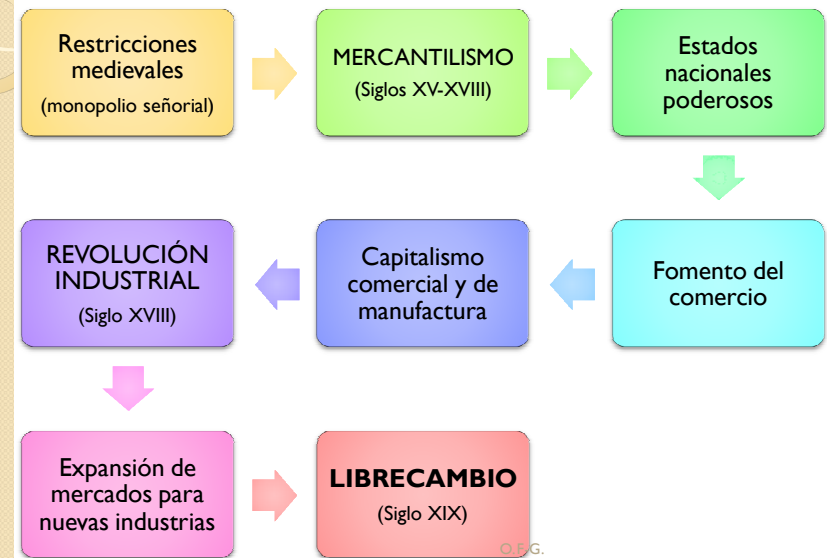 Restricciones
medievales
(monopolio señorial)
MERCANTILISMO
(Siglos XV-XVIII)
Estados
nacionales
poderosos
Fomento del
comercio
Capitalismo
comercial y de
manufactura
REVOLUCIÓN
INDUSTRIAL
(Siglo XVIII)
Expansión de
mercados para
nuevas industrias
LIBRECAMBIO
(Siglo XIX)
O.F.G.